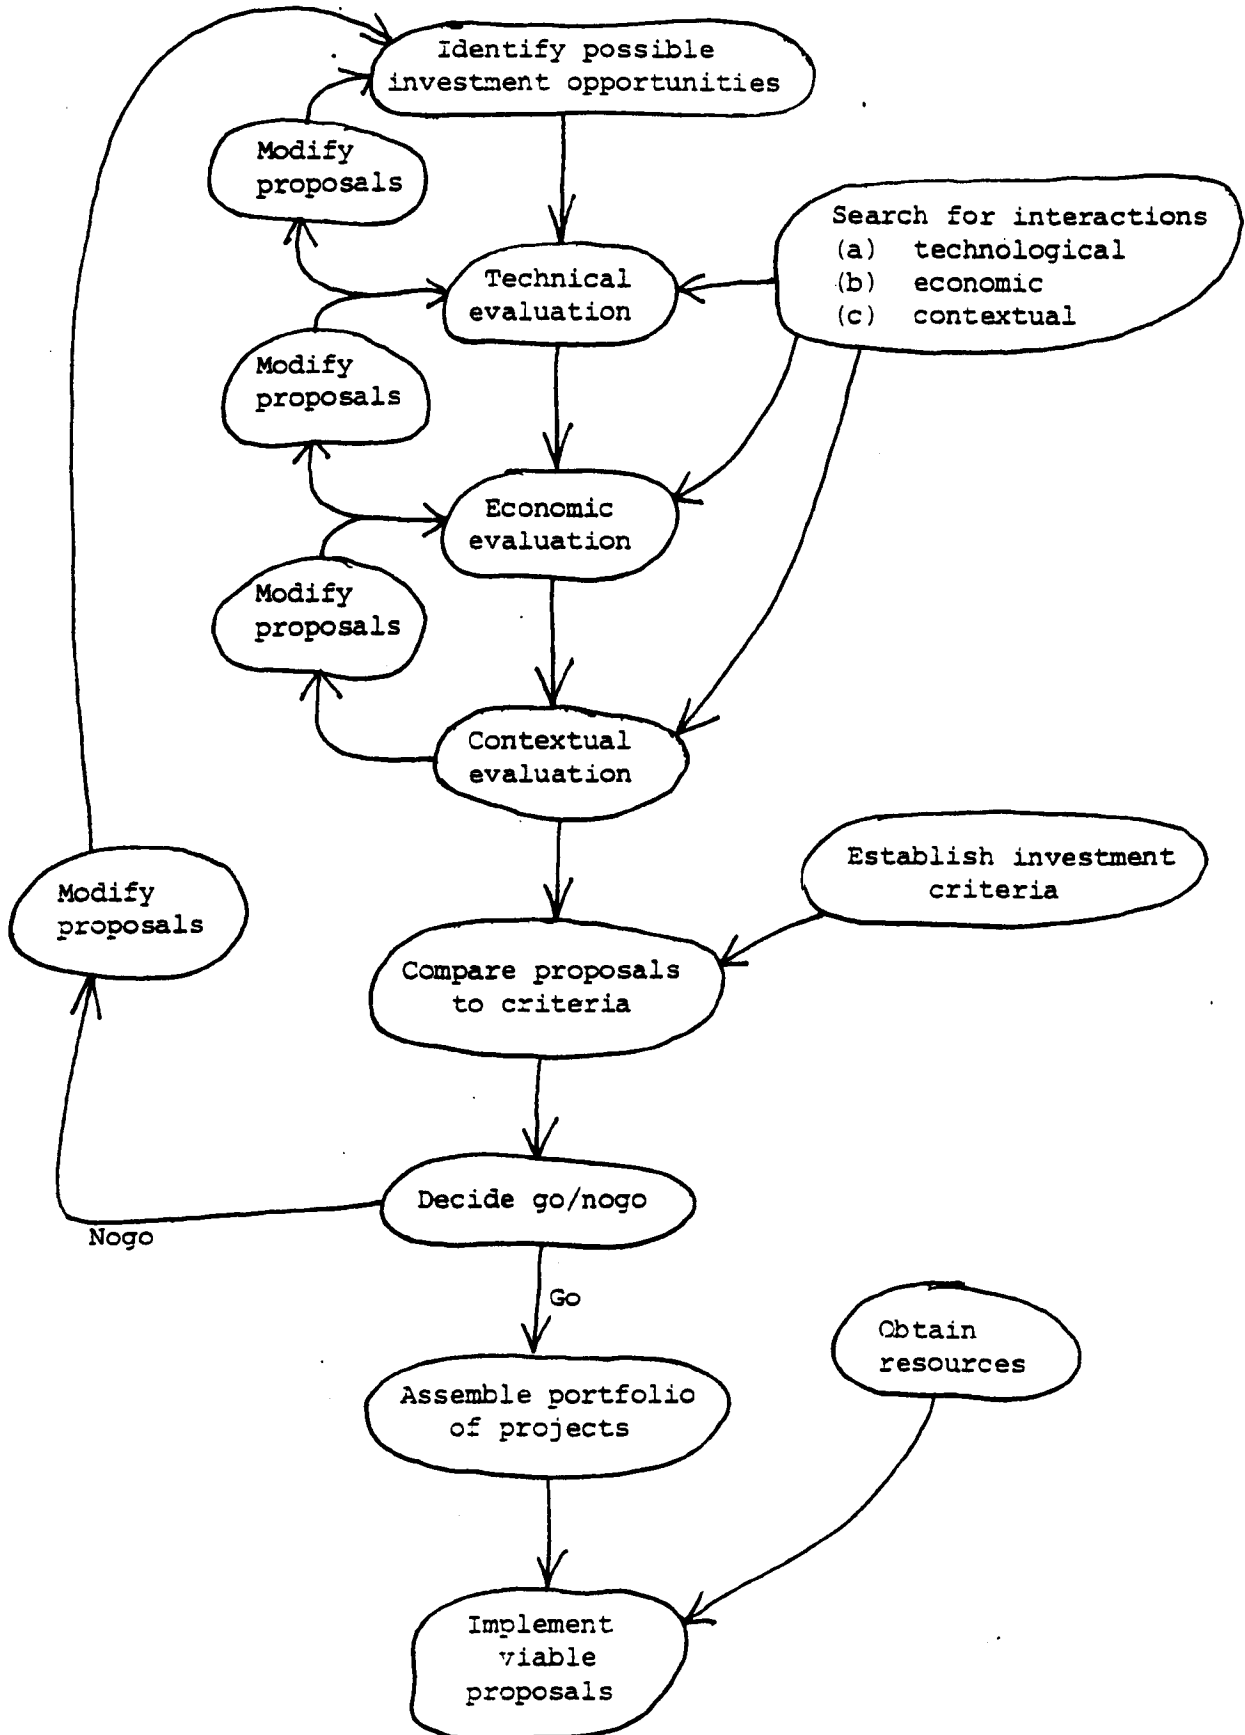 Identify possible
investment opportunities
Modify
proposals
Search for interactions
(a) technological
(b) economic
(c) contextual
Technical
evaluation
Modify
proposals
Economic
evaluation
Modify
proposals
Contextual
evaluation
Establish investment
criteria
Modify
proposals
Compare proposals
to criteria
Decide go/nogo
Nogo
Go
Obtain
resources
Assemble portfolio
of projects
Implement
viable
proposals